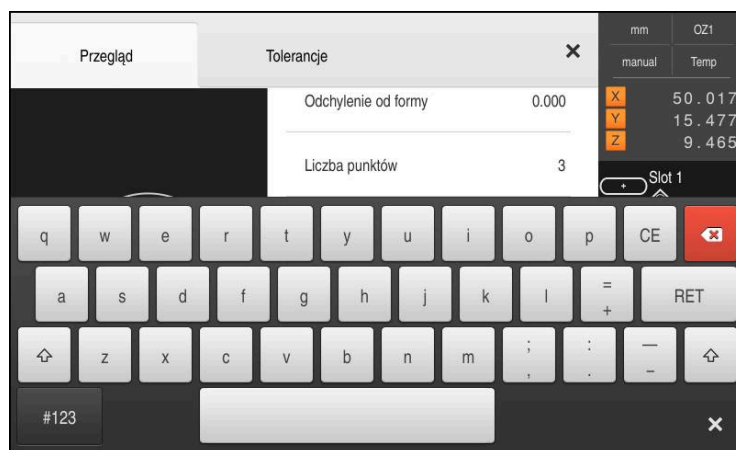 mm OZ1
Przegląd Tolerancje
manual Temp
Odchylenie od formy 0.000
X 50.017
Y 15.477
Z 9.465
Liczba punktów 3
Slot 1
q w e r t y u i o p CE
a s d f g h j k l = + RET
z x c v b n m ; , : . — -
#123